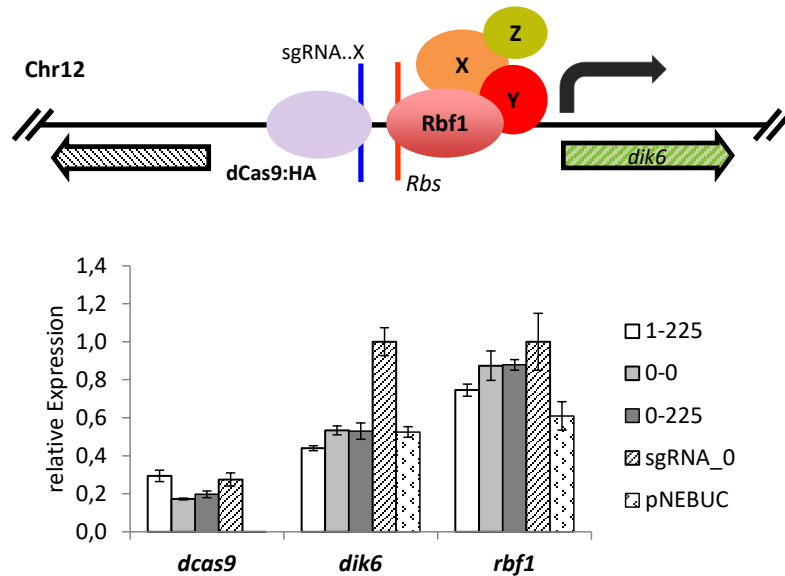 Z
sgRNA..X
Chr12
X
Y
Rbf1
dik6
dCas9:HA
Rbs
1,4
1,2
1,0
0,8
0,6
0,4
0,2
0,0
relative Expression
dcas9
dik6
rbf1
1-225
0-0
0-225
sgRNA_0
pNEBUC